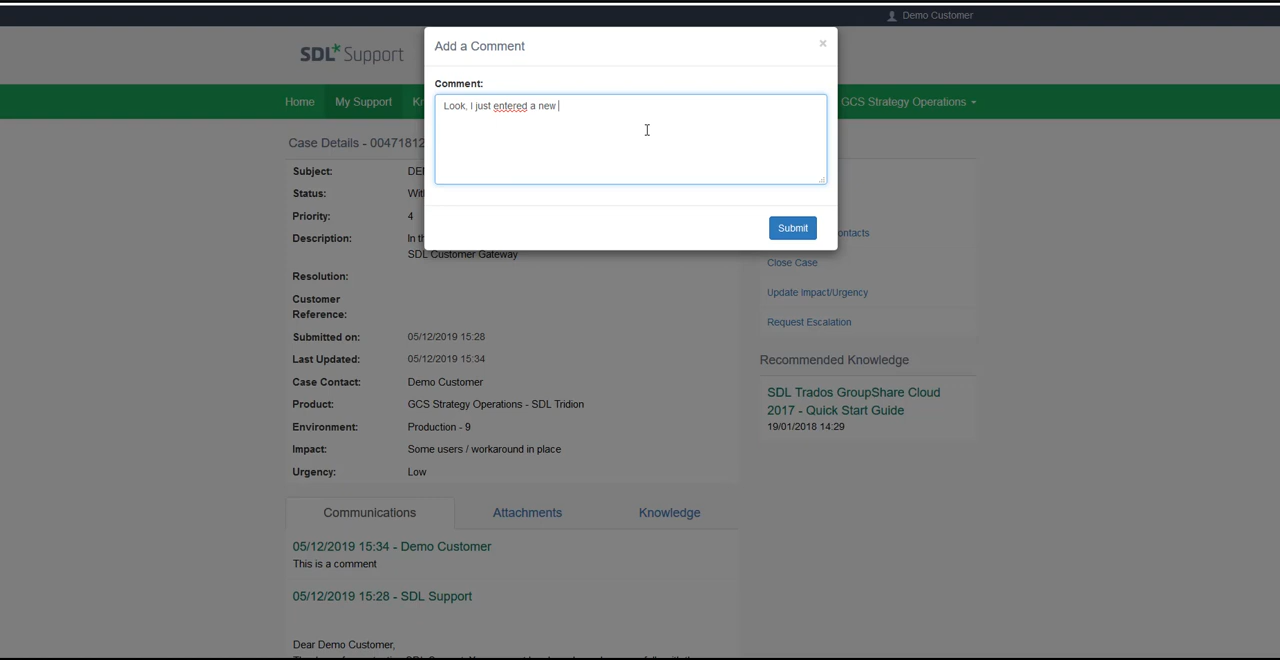 Demo Customer
SDL* Support
Add a Comment
×
Comment:
Look, I just entered a new
Submit
Home
My Support
GCS Strategy Operations
Case Details - 00471812
Subject:
Status:
Priority:
4
Description:
In th
SDL Customer Gateway
Resolution:
Customer
Reference:
Submitted on:
05/12/2019 15:28
Last Updated:
05/12/2019 15:34
Case Contact:
Demo Customer
Product:
GCS Strategy Operations - SDL Tridion
Environment:
Production - 9
Impact:
Some users / workaround in place
Urgency:
Low
ontacts
Close Case
Update Impact/Urgency
Request Escalation
Recommended Knowledge
SDL Trados GroupShare Cloud
2017 - Quick Start Guide
19/01/2018 14:29
Communications
Attachments
Knowledge
05/12/2019 15:34 - Demo Customer
This is a comment
05/12/2019 15:28 - SDL Support
Dear Demo Customer,